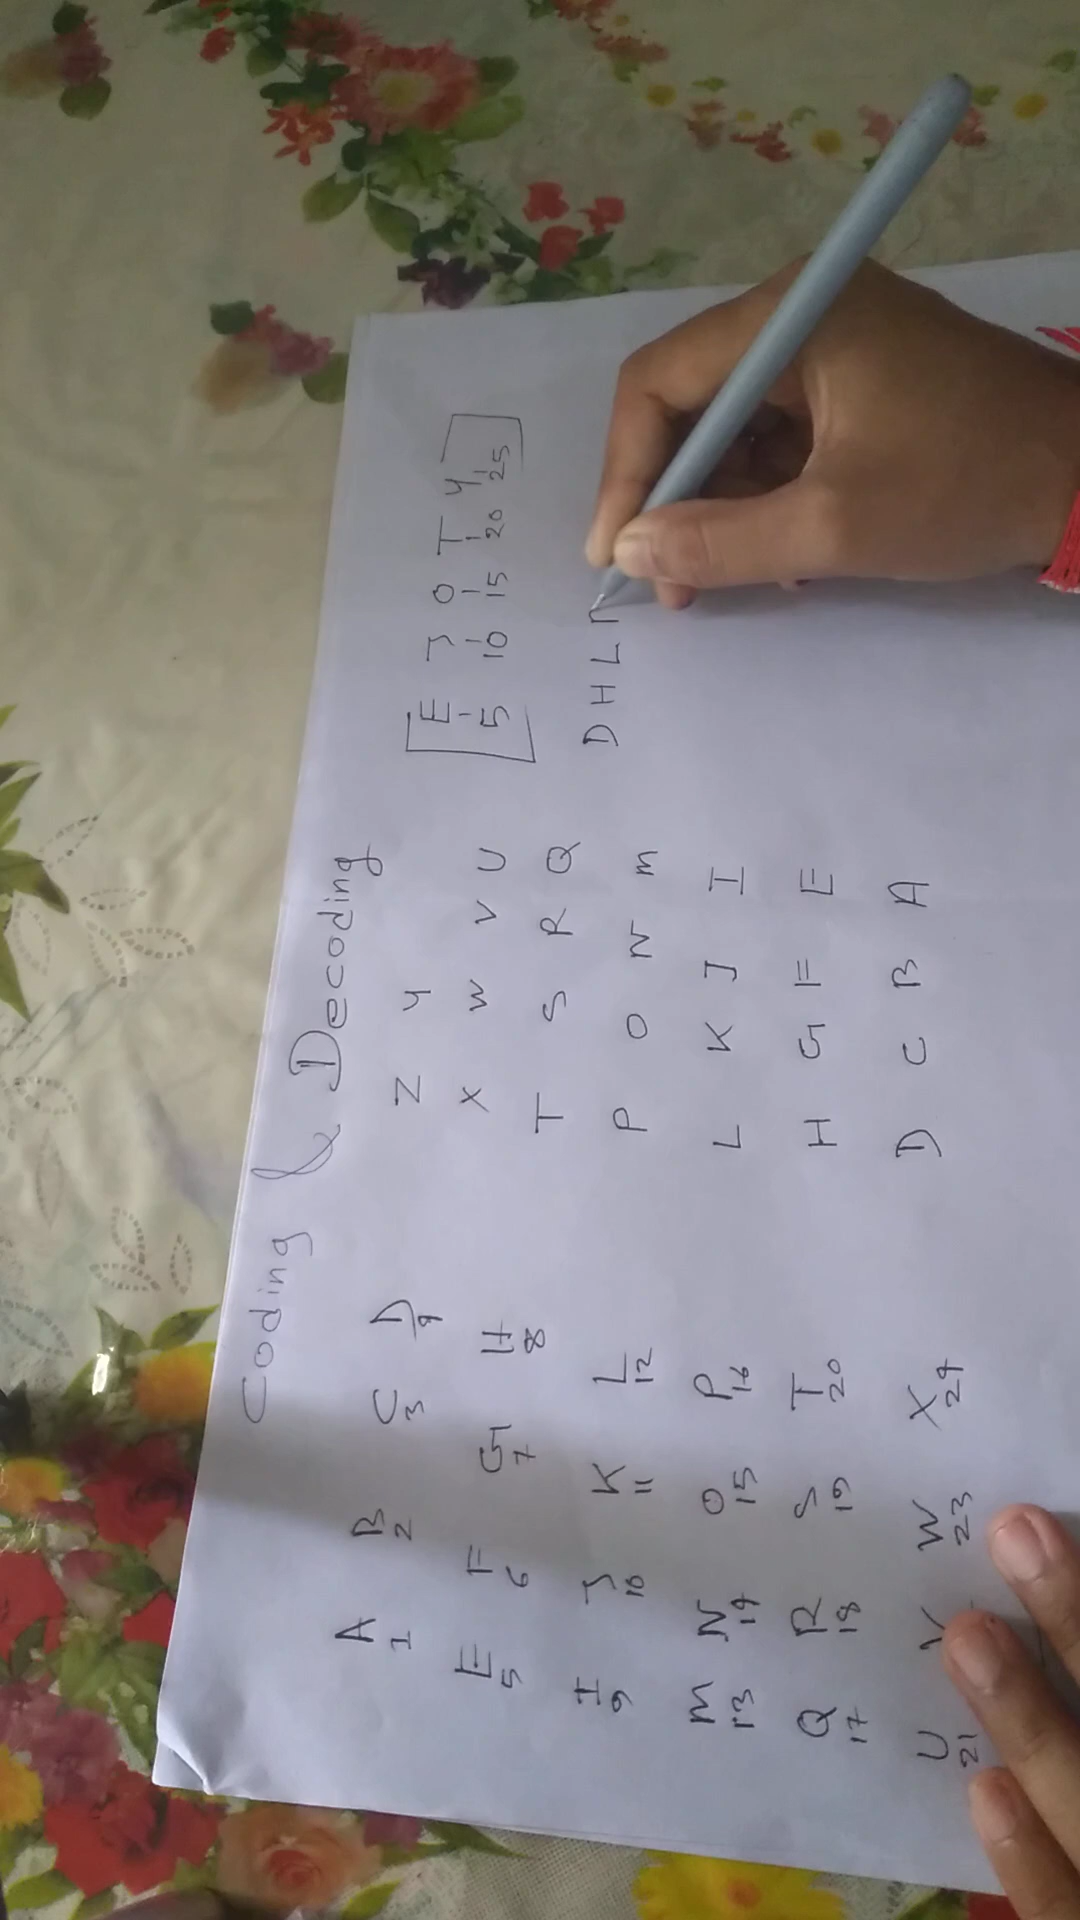 Coding & Decoding
A B C D
1 2 3 4
E F G H
5 6 7 8
I J K L
9 10 11 12
M N O P
13 14 15 16
Q R S T
17 18 19 20
U V W X
21 23 24
Z Y
X W V U
T S R Q
P O N M
L K J I
H G F E
D C B A
E J O T Y
5 10 15 20 25
D H L